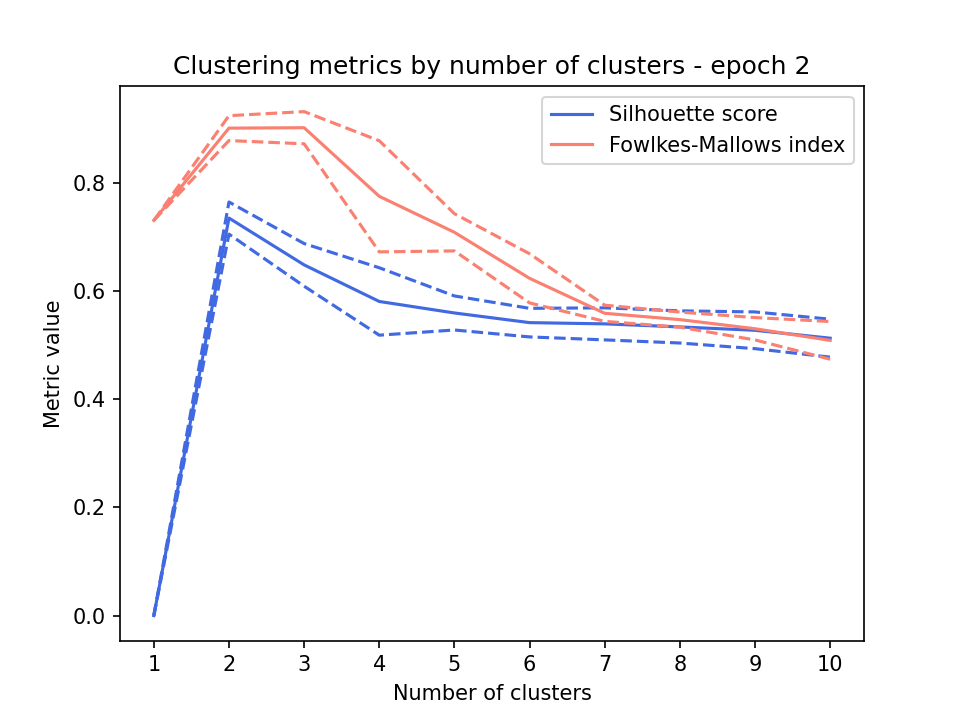 Clustering metrics by number of clusters - epoch 2
Silhouette score
Fowlkes-Mallows index
Metric value
0.8
0.6
0.4
0.2
0.0
1 2 3 4 5 6 7 8 9 10
Number of clusters